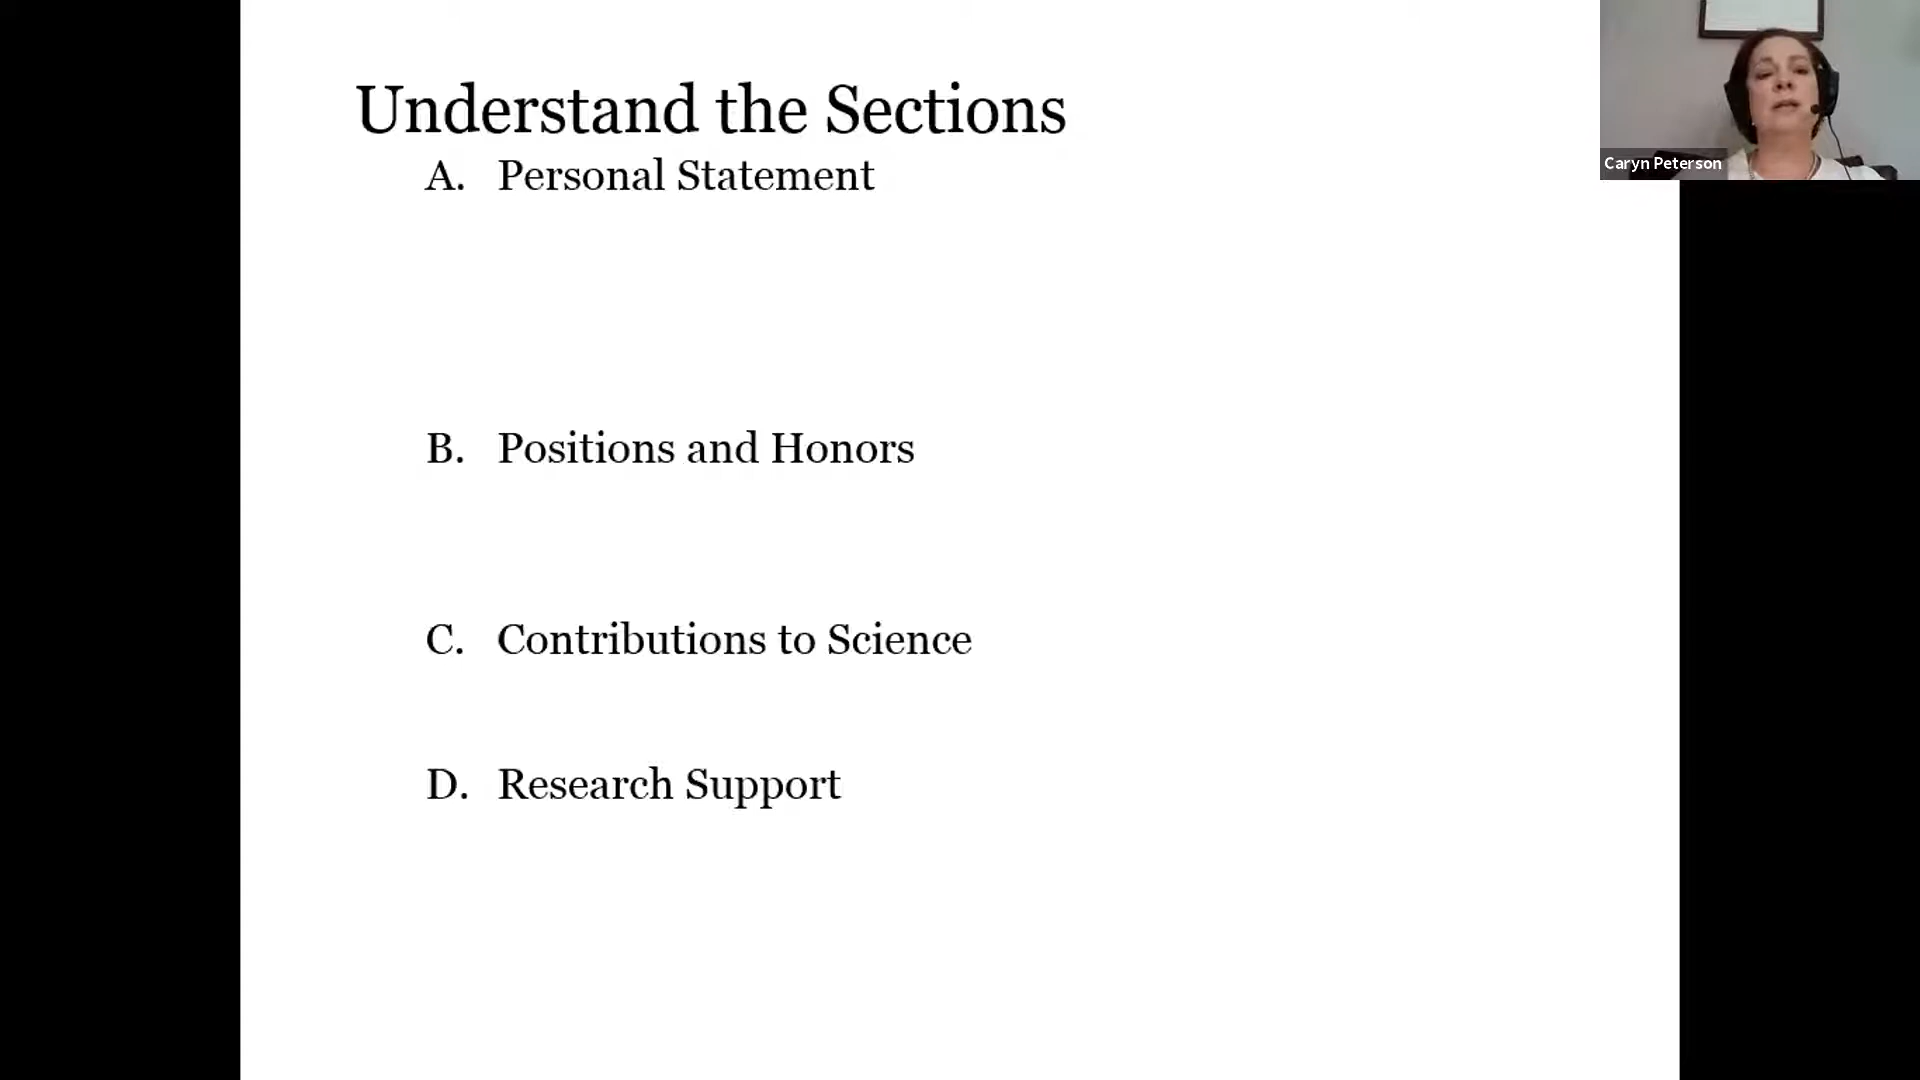 Understand the Sections
A. Personal Statement
B. Positions and Honors
C. Contributions to Science
D. Research Support
Caryn Peterson